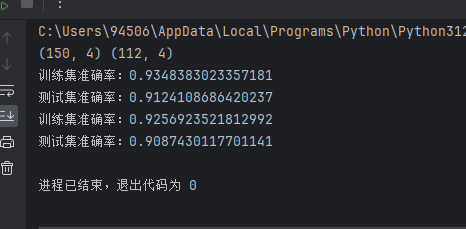 C:\Users\94506\AppData\Local\Programs\Python\Python312
(150, 4) (112, 4)
训练集准确率：0.9348383023357181
测试集准确率：0.9124108686420237
训练集准确率：0.9256923521812992
测试集准确率：0.9087430117701141
进程已结束，退出代码为 0